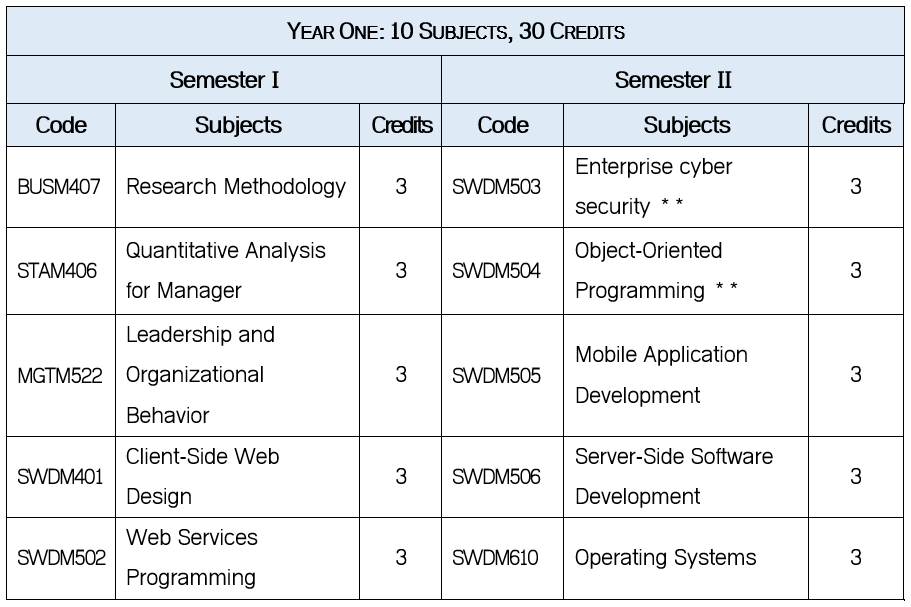 YEAR ONE: 10 SUBJECTS, 30 CREDITS
Semester I Semester II
Code Subjects Credits Code Subjects Credits
BUSM407 Research Methodology 3 SWDM503 Enterprise cyber
security **
3
STAM406 Quantitative Analysis
for Manager
3 SWDM504 Object-Oriented
Programming **
3
MGTM522 Leadership and
Organizational
Behavior
3 SWDM505 Mobile Application
Development
3
SWDM401 Client-Side Web
Design
3 SWDM506 Server-Side Software
Development
3
SWDM502 Web Services
Programming
3 SWDM610 Operating Systems 3